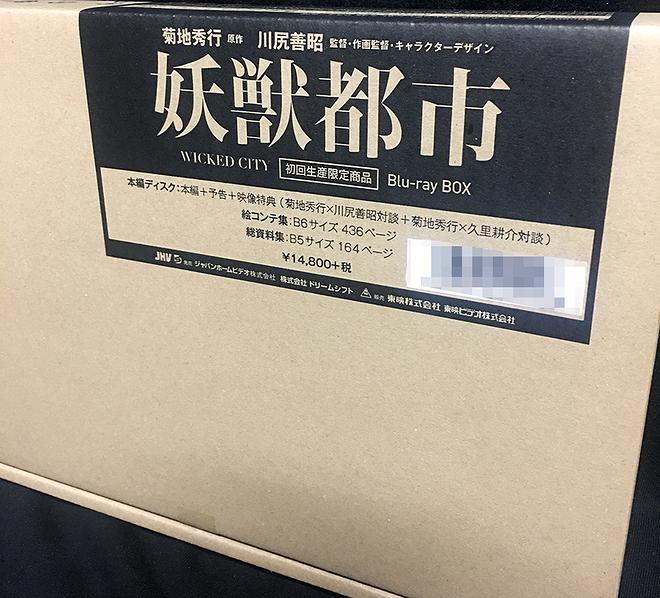 菊地秀行 原作 川尻善昭 監督・作画監督・キャラクターデザイン
妖獣都市
WICKED CITY 初回生産限定商品 Blu-ray BOX
本編ディスク:本編+予告+映像特典(菊地秀行×川尻善昭対談+菊地秀行×久里耕介対談)
絵コンテ集:B6サイズ 436ページ
総資料集:B5サイズ 164ページ
¥14,800+税
JHV 発売 ジャパンホームビデオ株式会社 株式会社 ドリームシフト 販売 東映株式会社 東映ビデオ株式会社